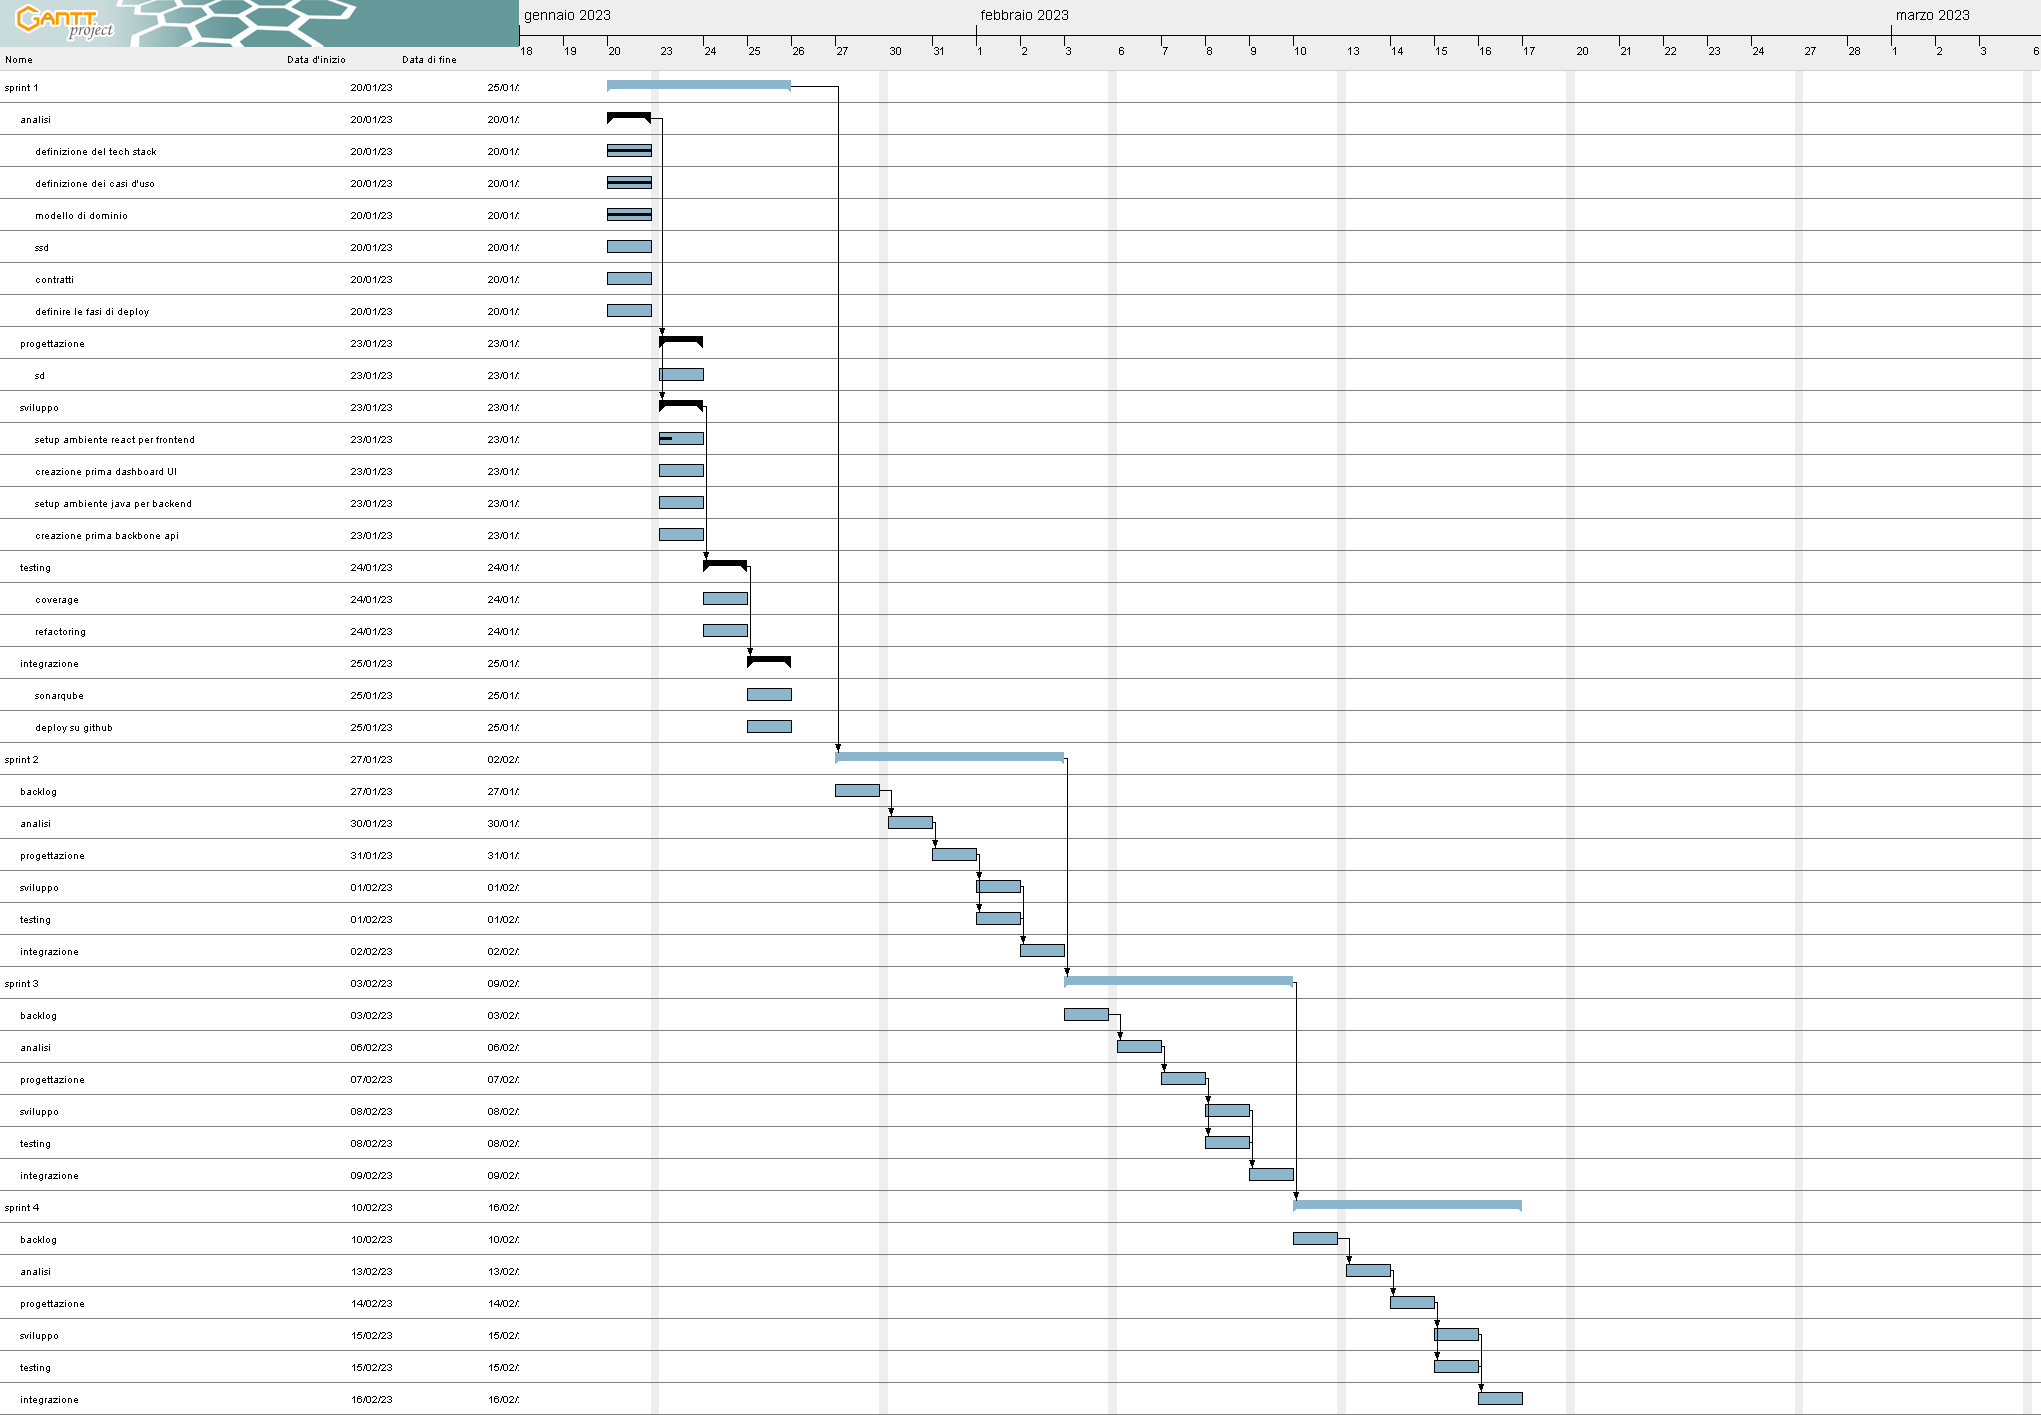 GANTT project
gennaio 2023 febbraio 2023 marzo 2023
18 19 20 23 24 25 26 27 30 31 1 2 3 6 7 8 9 10 13 14 15 16 17 20 21 22 23 24 27 28 1 2 3 6
Nome Data d'inizio Data di fine
sprint 1 20/01/23 25/01/
analisi 20/01/23 20/01/
definizione del tech stack 20/01/23 20/01/
definizione dei casi d'uso 20/01/23 20/01/
modello di dominio 20/01/23 20/01/
ssd 20/01/23 20/01/
contratti 20/01/23 20/01/
definire le fasi di deploy 20/01/23 20/01/
progettazione 23/01/23 23/01/
sd 23/01/23 23/01/
sviluppo 23/01/23 23/01/
setup ambiente react per frontend 23/01/23 23/01/
creazione prima dashboard UI 23/01/23 23/01/
setup ambiente java per backend 23/01/23 23/01/
creazione prima backbone api 23/01/23 23/01/
testing 24/01/23 24/01/
coverage 24/01/23 24/01/
refactoring 24/01/23 24/01/
integrazione 25/01/23 25/01/
sonarqube 25/01/23 25/01/
deploy su github 25/01/23 25/01/
sprint 2 27/01/23 02/02/
backlog 27/01/23 27/01/
analisi 30/01/23 30/01/
progettazione 31/01/23 31/01/
sviluppo 01/02/23 01/02/
testing 01/02/23 01/02/
integrazione 02/02/23 02/02/
sprint 3 03/02/23 09/02/
backlog 03/02/23 03/02/
analisi 06/02/23 06/02/
progettazione 07/02/23 07/02/
sviluppo 08/02/23 08/02/
testing 08/02/23 08/02/
integrazione 09/02/23 09/02/
sprint 4 10/02/23 16/02/
backlog 10/02/23 10/02/
analisi 13/02/23 13/02/
progettazione 14/02/23 14/02/
sviluppo 15/02/23 15/02/
testing 15/02/23 15/02/
integrazione 16/02/23 16/02/